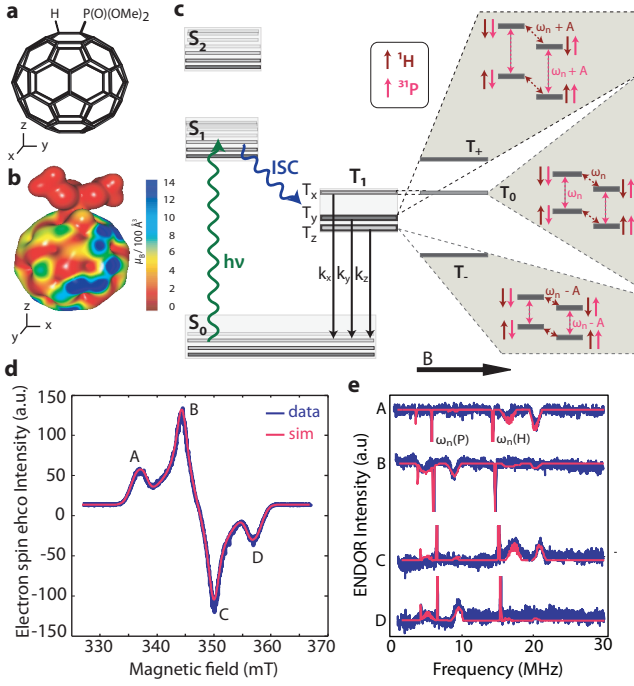 a
H
P(O)(OMe)2
z
y
x
b
14
12
10
8
6
4
2
0
μB/ 100 Å3
z
y
x
c
S2
S1
ISC
hν
S0
T1
Tx
Ty
Tz
kx
ky
kz
1H
31P
T+
T0
T-
ωn + A
ωn + A
ωn
ωn
ωn - A
ωn - A
B
d
Electron spin ehco Intensity (a.u.)
150
100
50
0
-50
-100
-150
A
B
C
D
data
sim
330
340
350
360
370
Magnetic field (mT)
e
ENDOR Intensity (a.u)
A
ωn(P)
ωn(H)
B
C
D
0
10
20
30
Frequency (MHz)